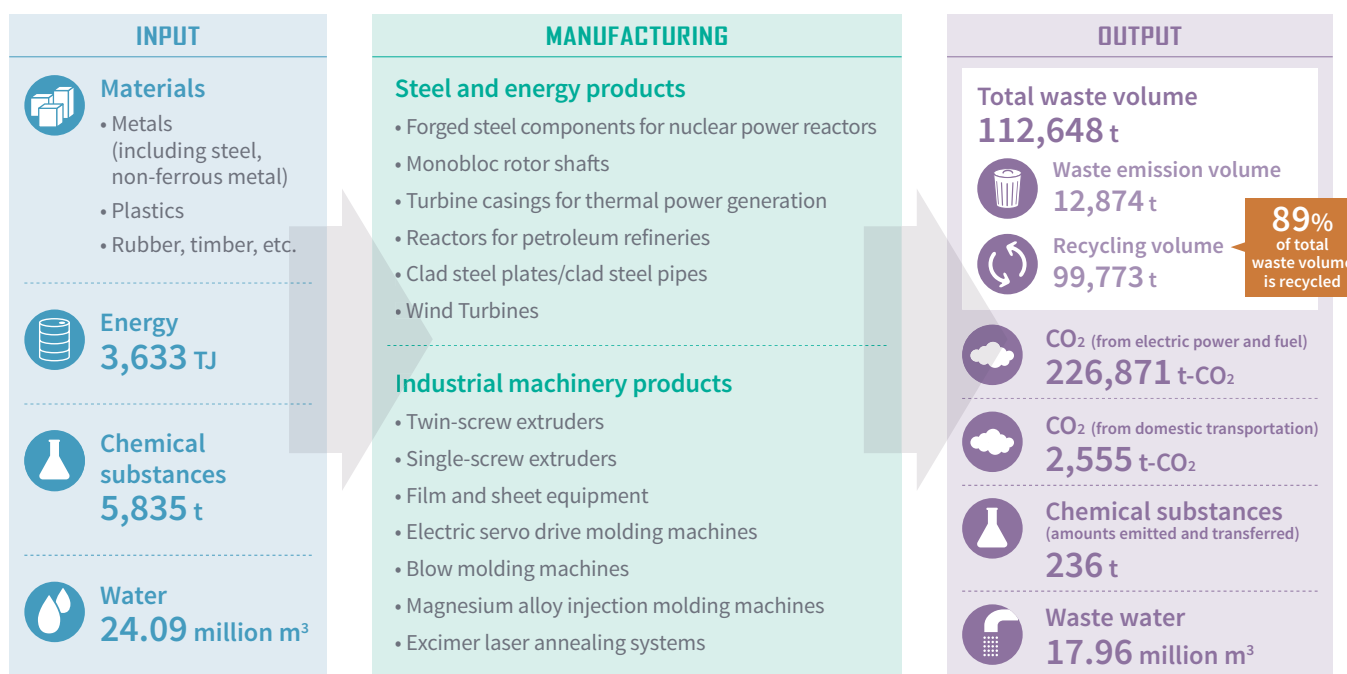 INPUT
Materials
• Metals
(including steel,
non-ferrous metal)
• Plastics
• Rubber, timber, etc.
Energy
3,633 TJ
Chemical
substances
5,835 t
Water
24.09 million m³
MANUFACTURING
Steel and energy products
• Forged steel components for nuclear power reactors
• Monobloc rotor shafts
• Turbine casings for thermal power generation
• Reactors for petroleum refineries
• Clad steel plates/clad steel pipes
• Wind Turbines
Industrial machinery products
• Twin-screw extruders
• Single-screw extruders
• Film and sheet equipment
• Electric servo drive molding machines
• Blow molding machines
• Magnesium alloy injection molding machines
• Excimer laser annealing systems
OUTPUT
Total waste volume
112,648 t
Waste emission volume
12,874 t
Recycling volume
99,773 t
89%
of total
waste volume
is recycled
CO₂ (from electric power and fuel)
226,871 t-CO₂
CO₂ (from domestic transportation)
2,555 t-CO₂
Chemical substances
(amounts emitted and transferred)
236 t
Waste water
17.96 million m³